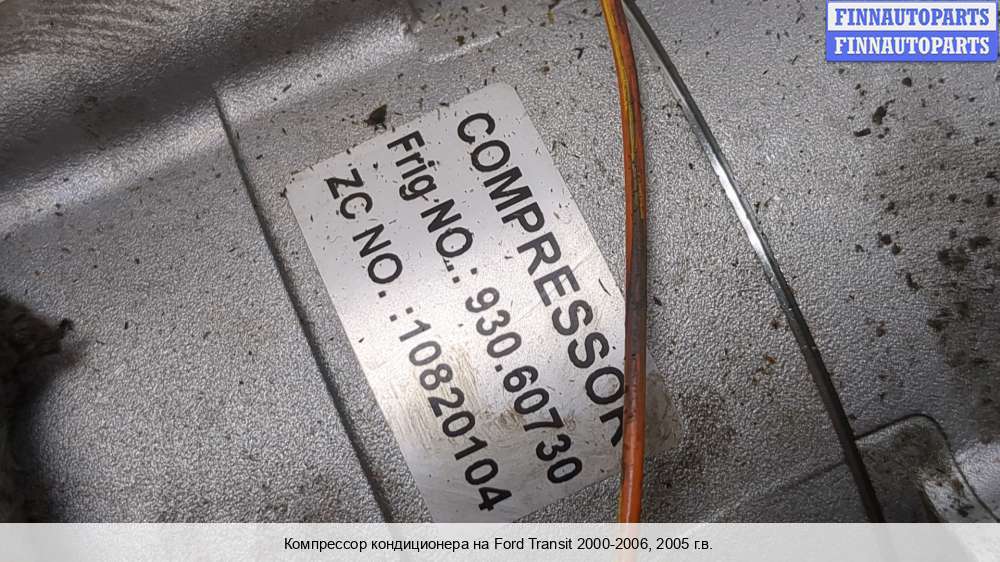 FINNAUTOPARTS
FINNAUTOPARTS
COMPRESSOR
Frig NO.: 930.60730
ZC NO. :10820104
Компрессор кондиционера на Ford Transit 2000-2006, 2005 г.в.